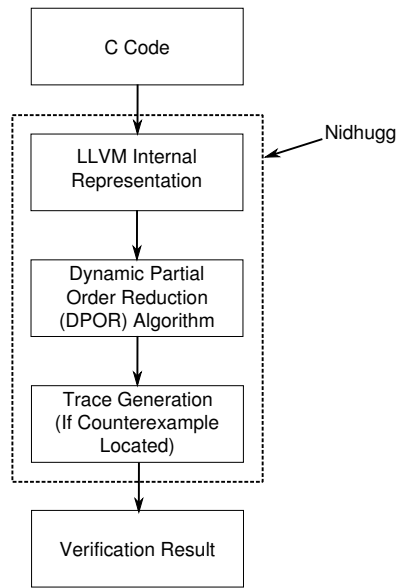 C Code
Nidhugg
LLVM Internal
Representation
Dynamic Partial
Order Reduction
(DPOR) Algorithm
Trace Generation
(If Counterexample
Located)
Verification Result